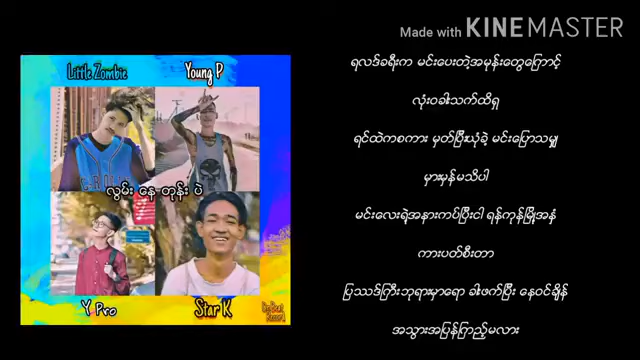 Made with KINEMASTER
Little Zombie
Young P
လွမ်း နေ တုန်း ပဲ
Y Pro
Star K
ရလဒ်ခရီးက မင်းပေးတဲ့အမုန်းတွေကြောင့်
လုံးဝခါးသက်ထိရှ
ရင်ထဲကစကား မှတ်ပြီးယုံခဲ့ မင်းပြောသမျှ
မှားမှန်မသိပါ
မင်းလေးရဲ့အနားကပ်ပြီးငါ ရန်ကုန်မြို့အနှံ
ကားပတ်စီးတာ
ပြဿဒ်ကြီးဘုရားမှာရော ခါးဖက်ပြီး နေဝင်ချိန်
အသွားအပြန်ကြာည့်မလား